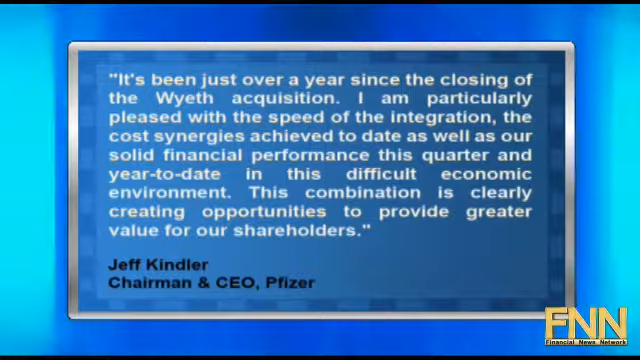 "It's been just over a year since the closing of
the Wyeth acquisition. I am particularly
pleased with the speed of the integration, the
cost synergies achieved to date as well as our
solid financial performance this quarter and
year-to-date in this difficult economic
environment. This combination is clearly
creating opportunities to provide greater
value for our shareholders."
Jeff Kindler
Chairman & CEO, Pfizer
FNN
Financial News Network